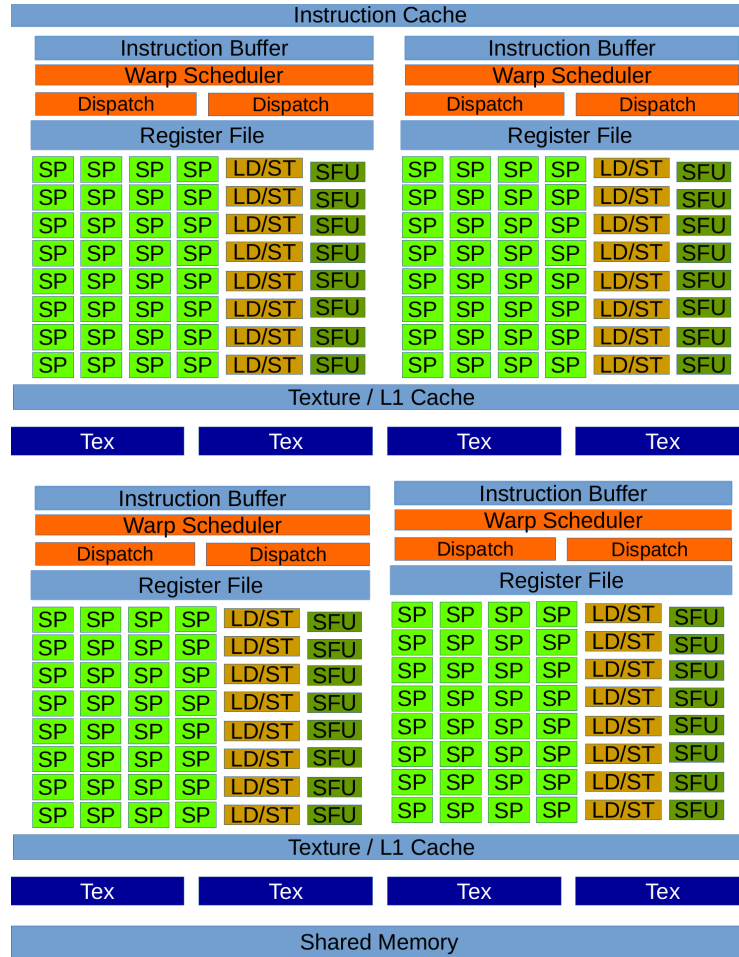 Instruction Cache
Instruction Buffer Instruction Buffer
Warp Scheduler Warp Scheduler
Dispatch Dispatch Dispatch Dispatch
Register File Register File
SP SP SP SP LD/ST SFU SP SP SP SP LD/ST SFU
SP SP SP SP LD/ST SFU SP SP SP SP LD/ST SFU
SP SP SP SP LD/ST SFU SP SP SP SP LD/ST SFU
SP SP SP SP LD/ST SFU SP SP SP SP LD/ST SFU
SP SP SP SP LD/ST SFU SP SP SP SP LD/ST SFU
SP SP SP SP LD/ST SFU SP SP SP SP LD/ST SFU
SP SP SP SP LD/ST SFU SP SP SP SP LD/ST SFU
SP SP SP SP LD/ST SFU SP SP SP SP LD/ST SFU
Texture / L1 Cache
Tex Tex Tex Tex
Instruction Buffer Instruction Buffer
Warp Scheduler Warp Scheduler
Dispatch Dispatch Dispatch Dispatch
Register File Register File
SP SP SP SP LD/ST SFU SP SP SP SP LD/ST SFU
SP SP SP SP LD/ST SFU SP SP SP SP LD/ST SFU
SP SP SP SP LD/ST SFU SP SP SP SP LD/ST SFU
SP SP SP SP LD/ST SFU SP SP SP SP LD/ST SFU
SP SP SP SP LD/ST SFU SP SP SP SP LD/ST SFU
SP SP SP SP LD/ST SFU SP SP SP SP LD/ST SFU
SP SP SP SP LD/ST SFU SP SP SP SP LD/ST SFU
SP SP SP SP LD/ST SFU SP SP SP SP LD/ST SFU
Texture / L1 Cache
Tex Tex Tex Tex
Shared Memory